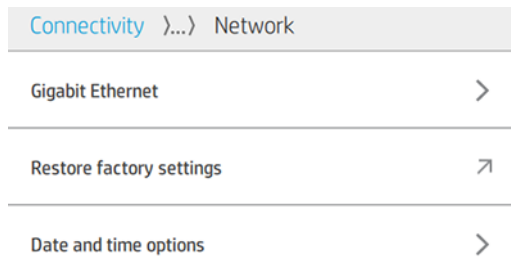 Connectivity 〉...〉 Network
Gigabit Ethernet
Restore factory settings
Date and time options